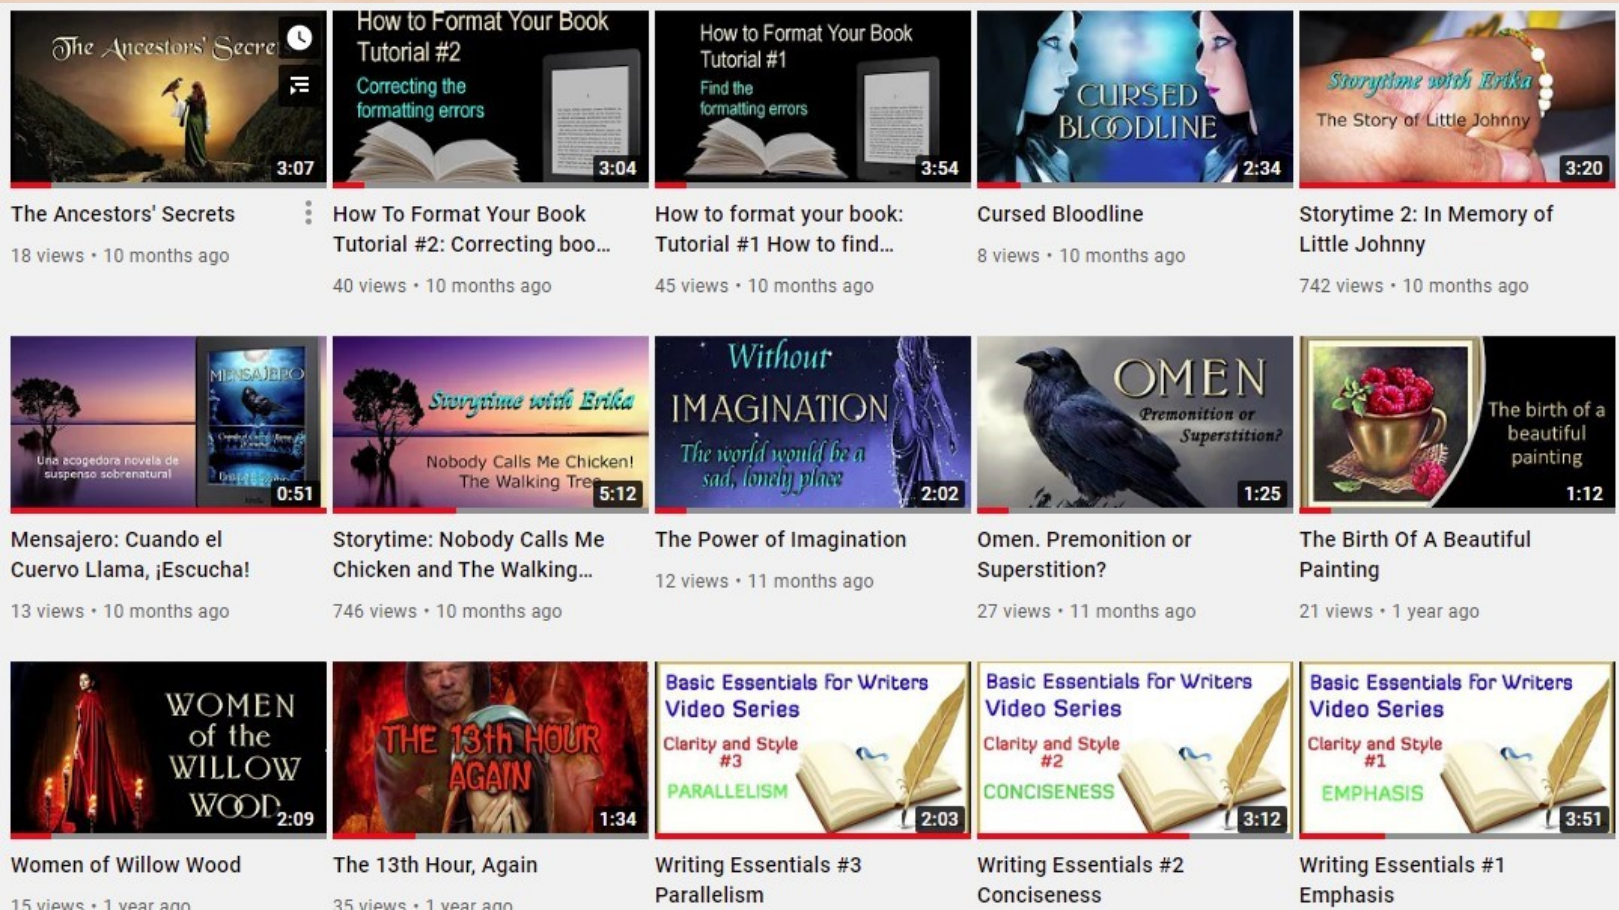 The Ancestors' Secre
3:07
The Ancestors' Secrets
18 views • 10 months ago
How to Format Your Book
Tutorial #2
Correcting the
formatting errors
3:04
How To Format Your Book
Tutorial #2: Correcting boo...
40 views • 10 months ago
How to Format Your Book
Tutorial #1
Find the
formatting errors
3:54
How to format your book:
Tutorial #1 How to find...
45 views • 10 months ago
CURSED
BLOODLINE
2:34
Cursed Bloodline
8 views • 10 months ago
Storytime with Erika
The Story of Little Johnny
3:20
Storytime 2: In Memory of
Little Johnny
742 views • 10 months ago
MENSAJERO
Una acogedora novela de
suspenso sobrenatural
0:51
Mensajero: Cuando el
Cuervo Llama, ¡Escucha!
13 views • 10 months ago
Storytime with Erika
Nobody Calls Me Chicken!
The Walking Tree
5:12
Storytime: Nobody Calls Me
Chicken and The Walking...
746 views • 10 months ago
Without
IMAGINATION
The world would be a
sad, lonely place
2:02
The Power of Imagination
12 views • 11 months ago
OMEN
Premonition or
Superstition?
1:25
Omen. Premonition or
Superstition?
27 views • 11 months ago
The birth of a
beautiful
painting
1:12
The Birth Of A Beautiful
Painting
21 views • 1 year ago
WOMEN
of the
WILLOW
WOOD
2:09
Women of Willow Wood
15 views • 1 year ago
THE 13th HOUR
AGAIN
1:34
The 13th Hour, Again
35 views • 1 year ago
Basic Essentials For Writers
Video Series
Clarity and Style
#3
PARALLELISM
2:03
Writing Essentials #3
Parallelism
Basic Essentials For Writers
Video Series
Clarity and Style
#2
CONCISENESS
3:12
Writing Essentials #2
Conciseness
Basic Essentials For Writers
Video Series
Clarity and Style
#1
EMPHASIS
3:51
Writing Essentials #1
Emphasis